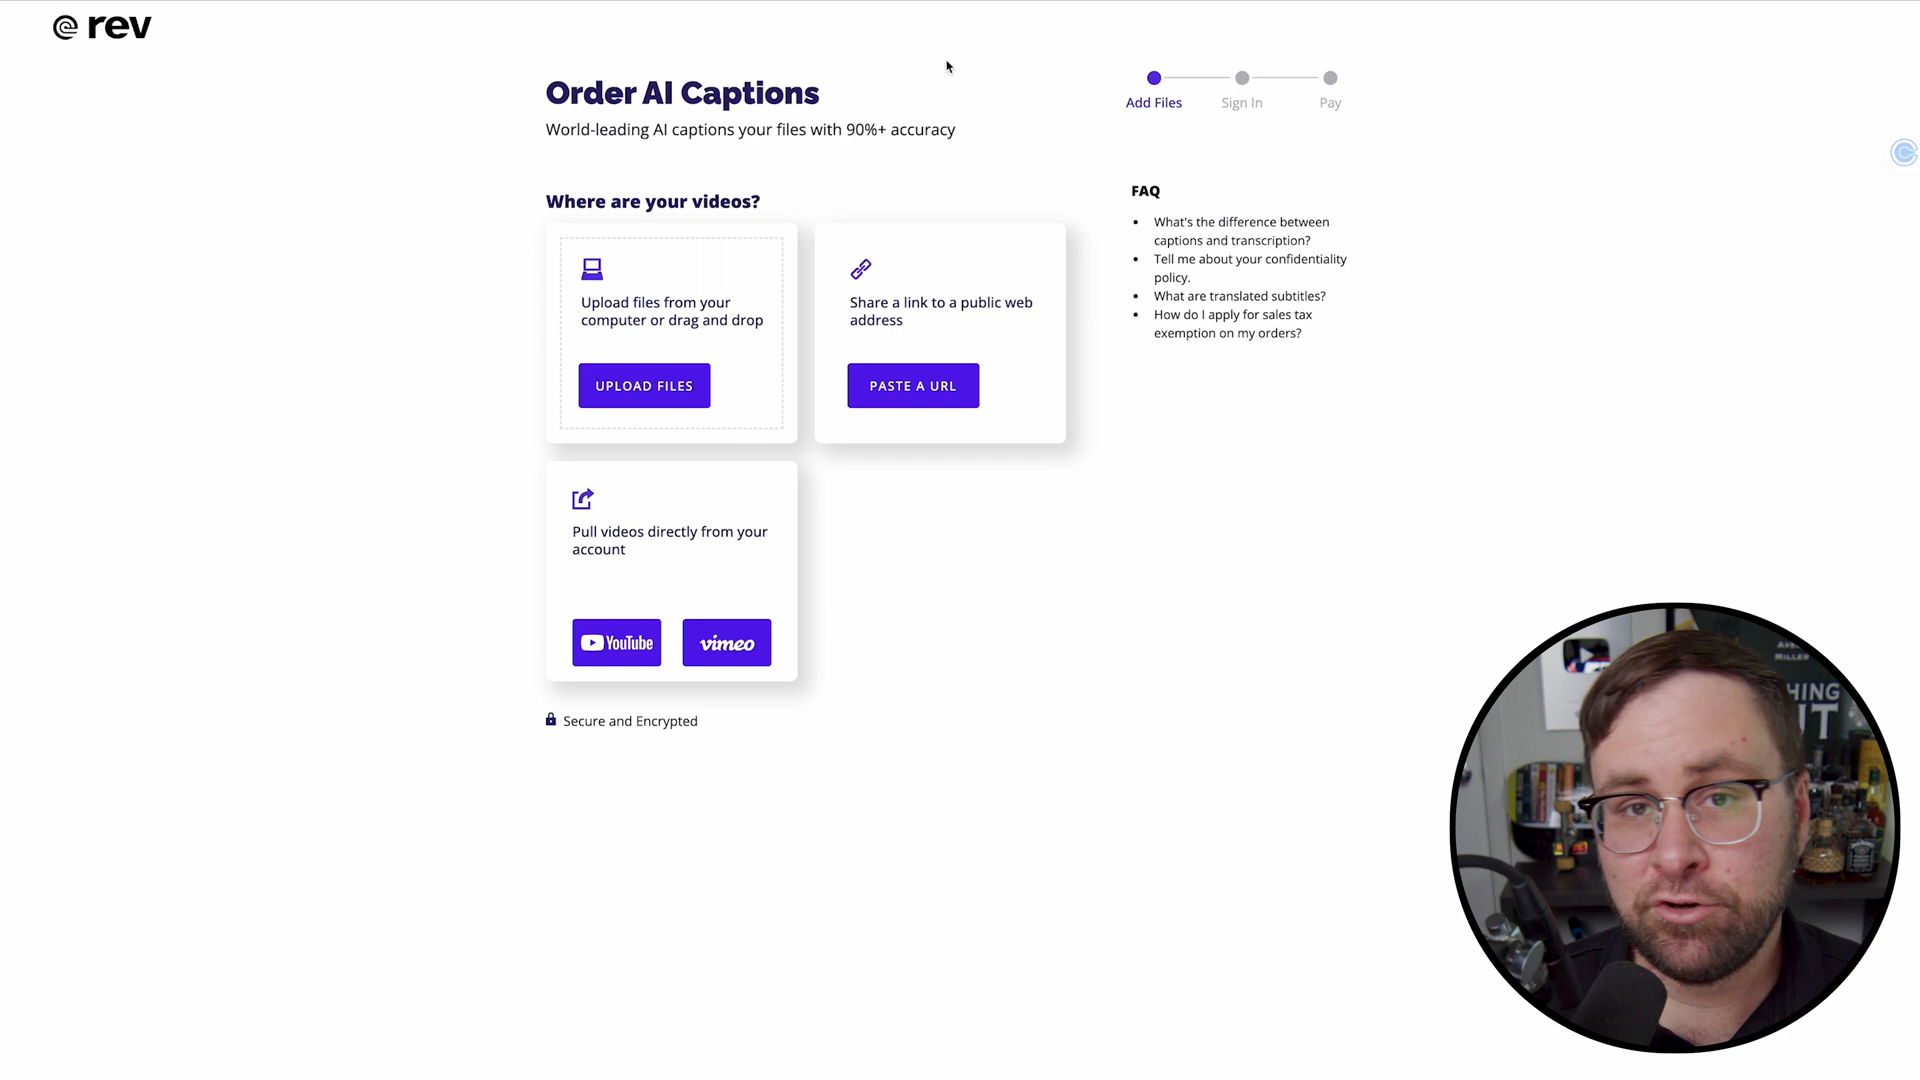 rev
Order AI Captions
World-leading AI captions your files with 90%+ accuracy
Add Files
Sign In
Pay
Where are your videos?
Upload files from your
computer or drag and drop
UPLOAD FILES
Share a link to a public web
address
PASTE A URL
Pull videos directly from your
account
YouTube
vimeo
Secure and Encrypted
FAQ
• What's the difference between
captions and transcription?
• Tell me about your confidentiality
policy.
• What are translated subtitles?
• How do I apply for sales tax
exemption on my orders?
MILLER
HING